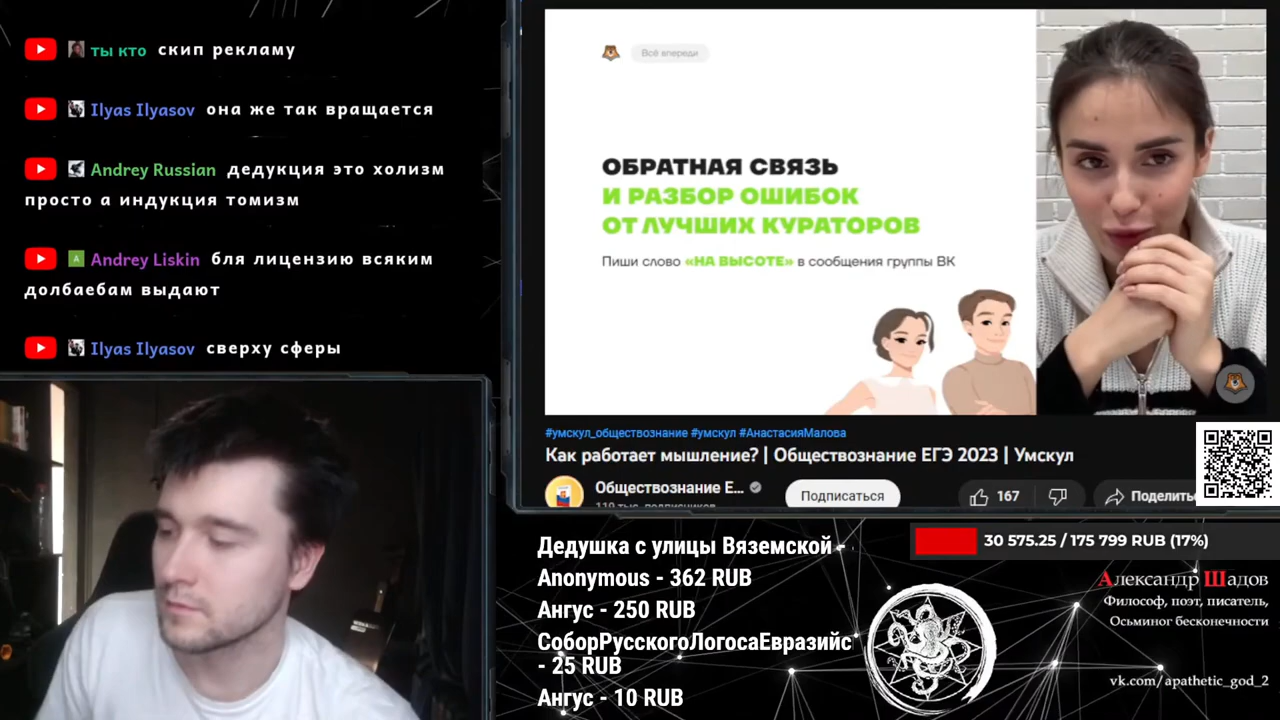 ты кто скип рекламу
Ilyas Ilyasov она же так вращается
Andrey Russian дедукция это холизм
просто а индукция томизм
A Andrey Liskin бля лицензию всяким
долбаебам выдают
Ilyas Ilyasov сверху сферы
Всё впереди
ОБРАТНАЯ СВЯЗЬ
И РАЗБОР ОШИБОК
ОТ ЛУЧШИХ КУРАТОРОВ
Пиши слово «НА ВЫСОТЕ» в сообщения группы ВК
#умскул_обществознание #умскул #АнастасияМалова
Как работает мышление? | Обществознание ЕГЭ 2023 | Умскул
Обществознание Е...
Подписаться
167
Поделить
Дедушка с улицы Вяземской -
Anonymous - 362 RUB
Ангус - 250 RUB
СоборРусскогоЛогосаЕвразийс
- 25 RUB
Ангус - 10 RUB
30 575.25 / 175 799 RUB (17%)
Александр Шадов
Философ, поэт, писатель,
Осьминог бесконечности
vk.com/apathetic_god_2